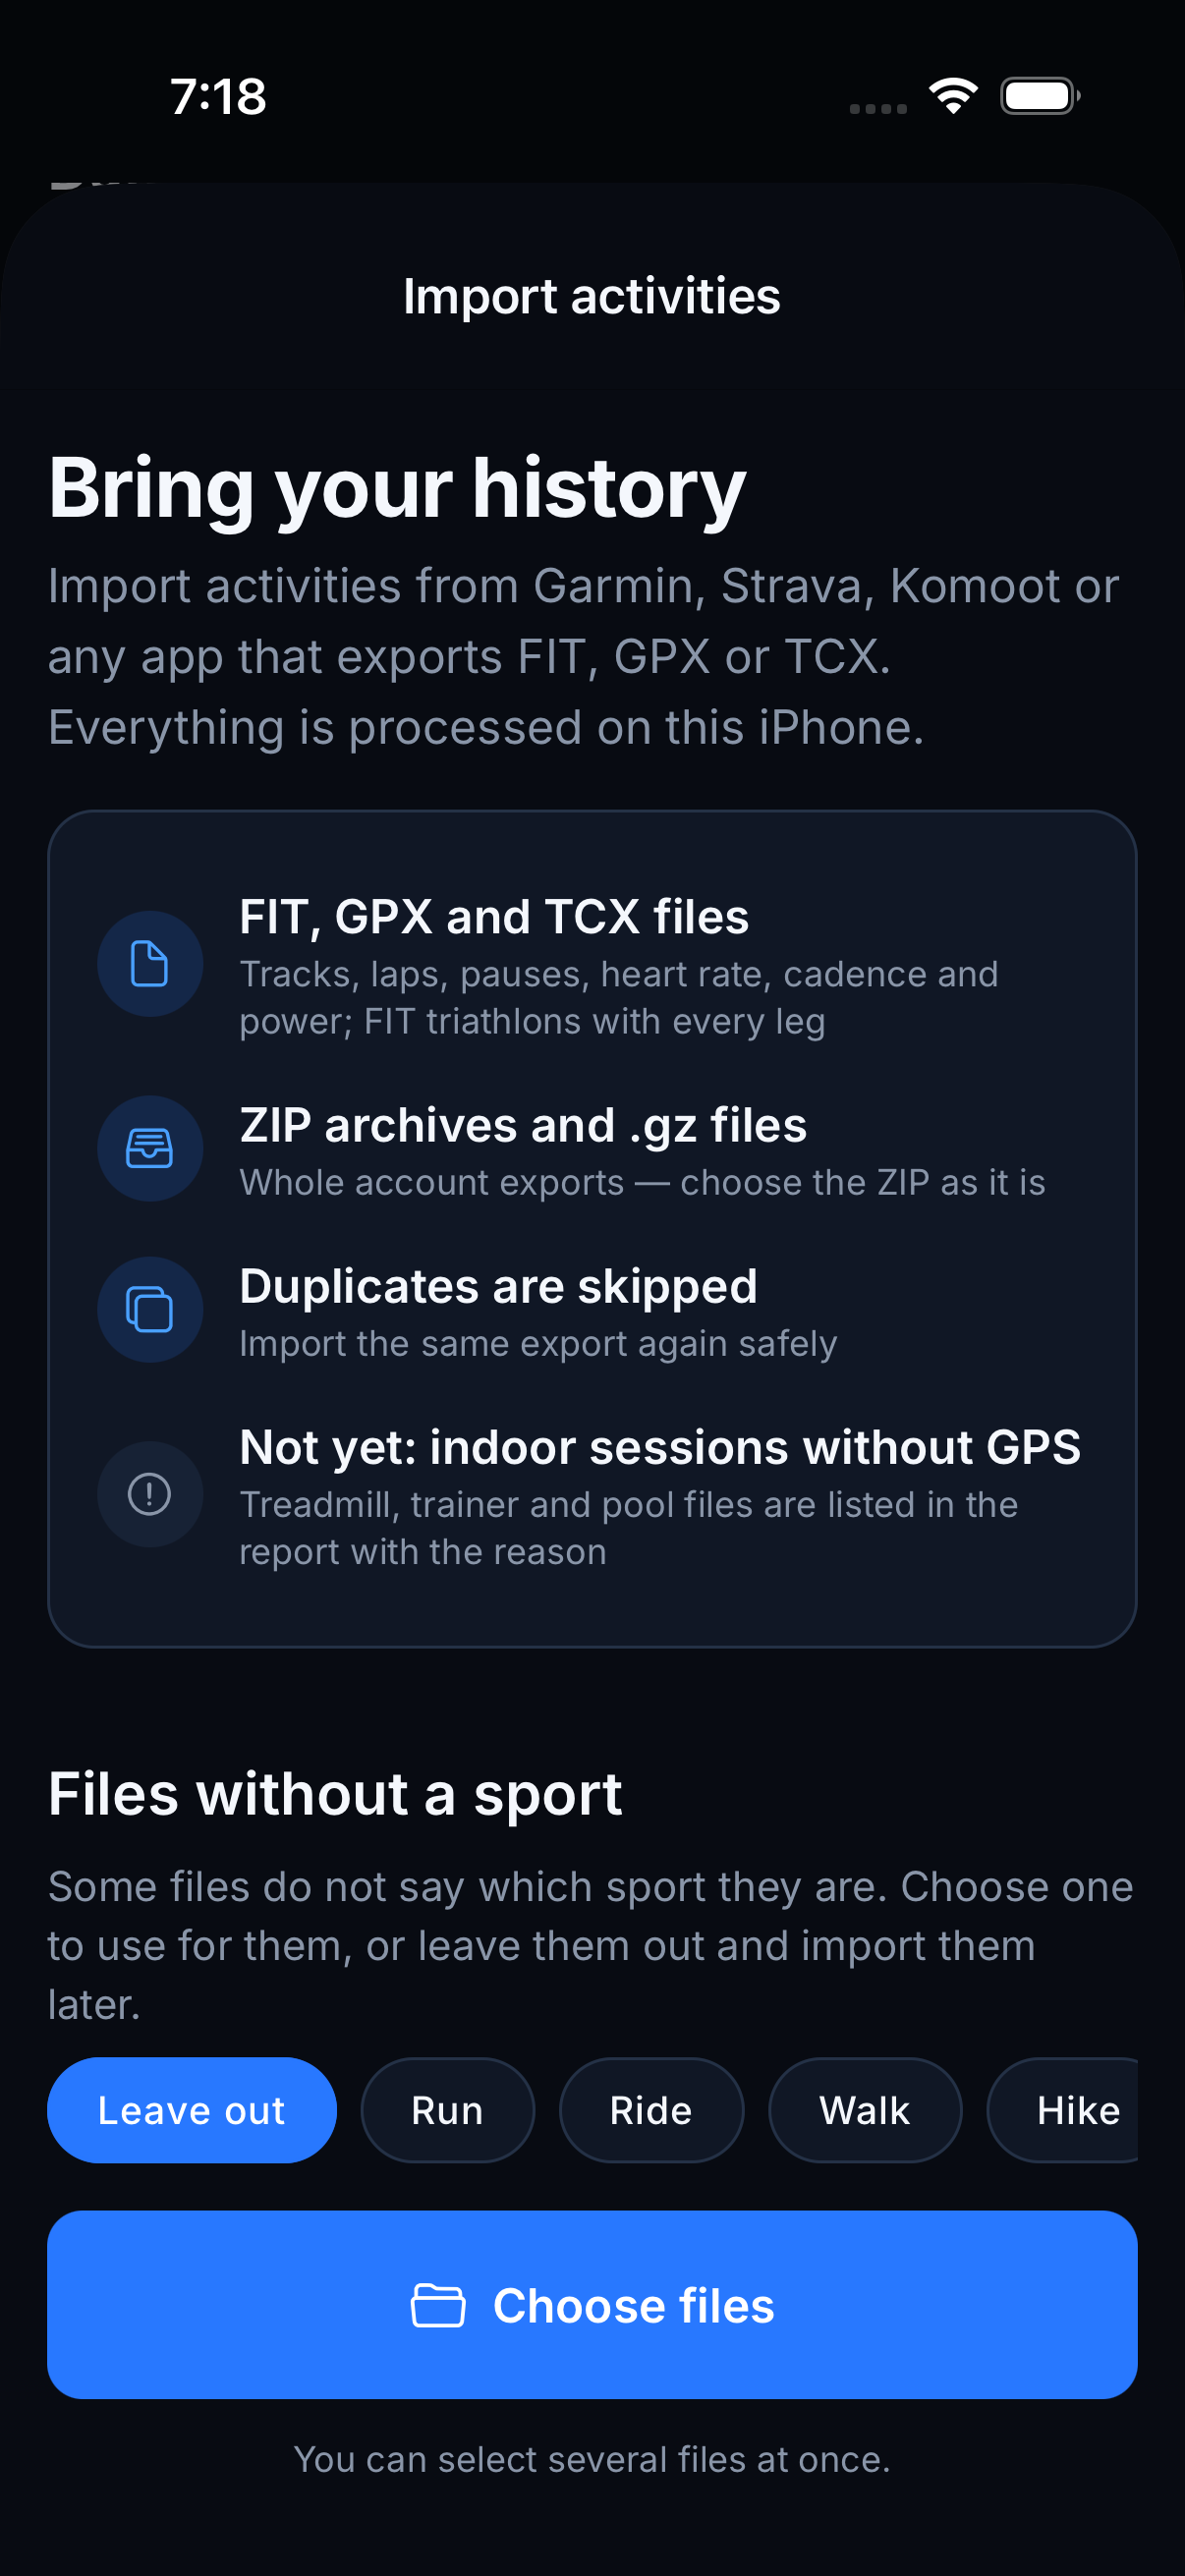 7:18
Import activities
Bring your history
Import activities from Garmin, Strava, Komoot or
any app that exports FIT, GPX or TCX.
Everything is processed on this iPhone.
FIT, GPX and TCX files
Tracks, laps, pauses, heart rate, cadence and
power; FIT triathlons with every leg
ZIP archives and .gz files
Whole account exports — choose the ZIP as it is
Duplicates are skipped
Import the same export again safely
Not yet: indoor sessions without GPS
Treadmill, trainer and pool files are listed in the
report with the reason
Files without a sport
Some files do not say which sport they are. Choose one
to use for them, or leave them out and import them
later.
Leave out Run Ride Walk Hike
Choose files
You can select several files at once.